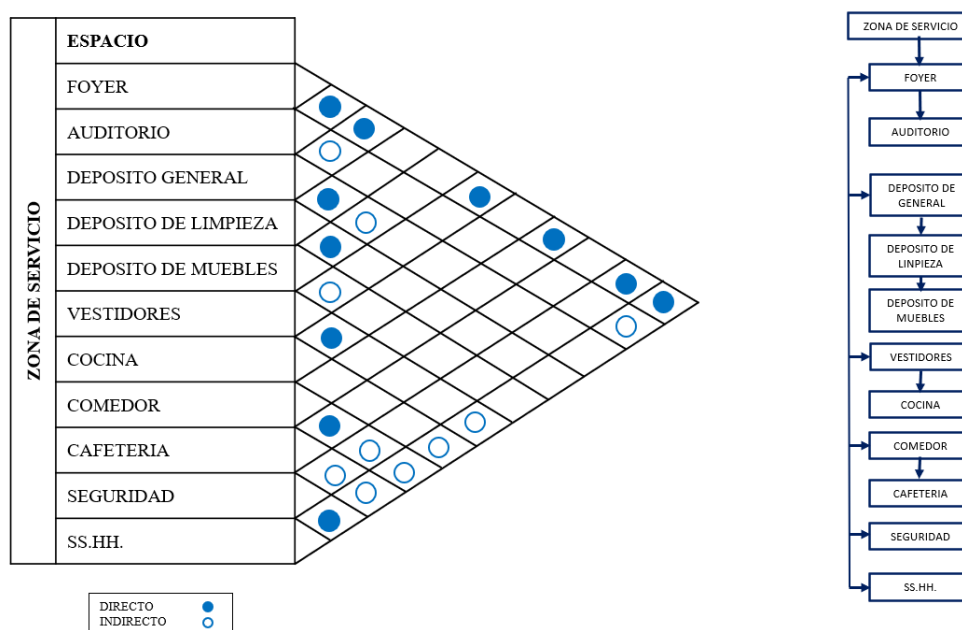 ZONA DE SERVICIO
ESPACIO
FOYER
AUDITORIO
DEPOSITO GENERAL
DEPOSITO DE LIMPIEZA
DEPOSITO DE MUEBLES
VESTIDORES
COCINA
COMEDOR
CAFETERIA
SEGURIDAD
SS.HH.
DIRECTO
INDIRECTO
ZONA DE SERVICIO
FOYER
AUDITORIO
DEPOSITO DE
GENERAL
DEPOSITO DE
LINPIEZA
DEPOSITO DE
MUEBLES
VESTIDORES
COCINA
COMEDOR
CAFETERIA
SEGURIDAD
SS.HH.